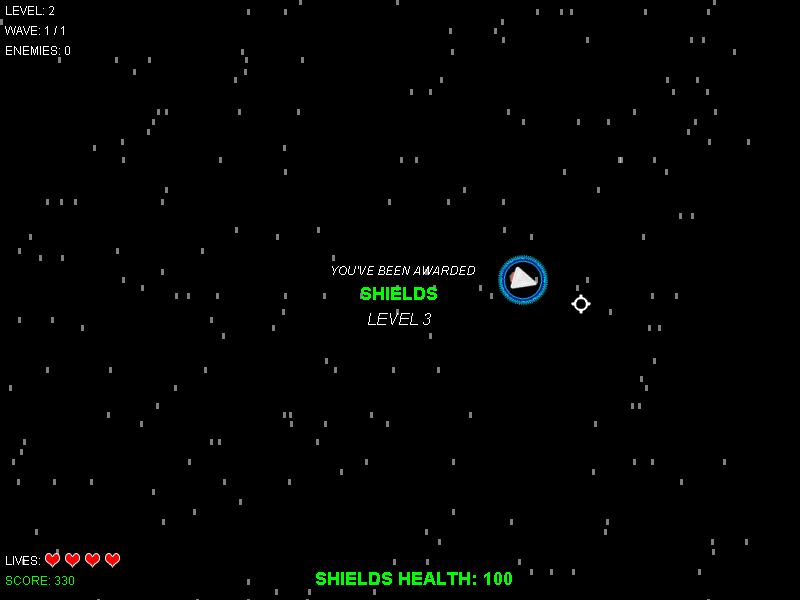 LEVEL: 2
WAVE: 1 / 1
ENEMIES: 0
YOU'VE BEEN AWARDED
SHIELDS
LEVEL 3
LIVES:
SCORE: 330
SHIELDS HEALTH: 100